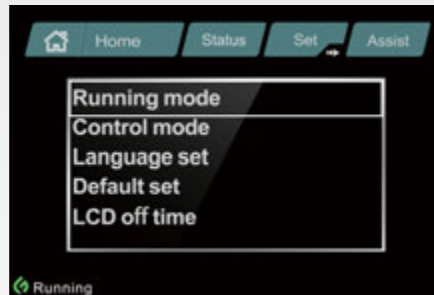 Home Status Set Assist
Running mode
Control mode
Language set
Default set
LCD off time
Running